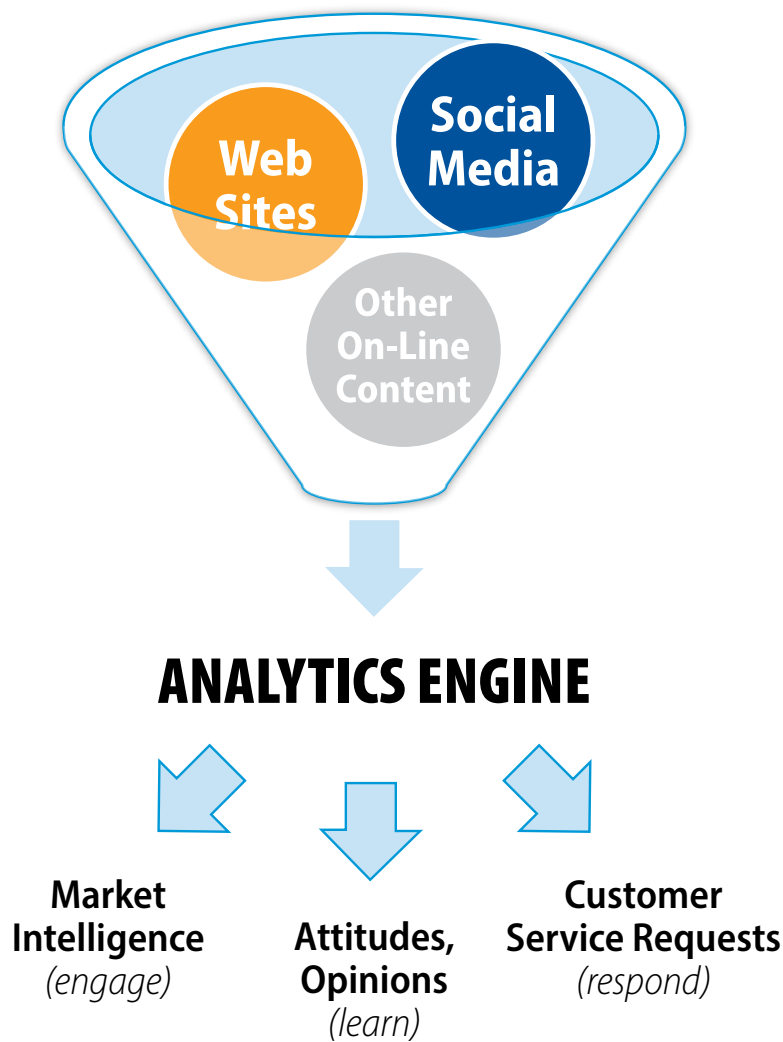 Web
Sites
Social
Media
Other
On-Line
Content
ANALYTICS ENGINE
Market
Intelligence
(engage)
Attitudes,
Opinions
(learn)
Customer
Service Requests
(respond)